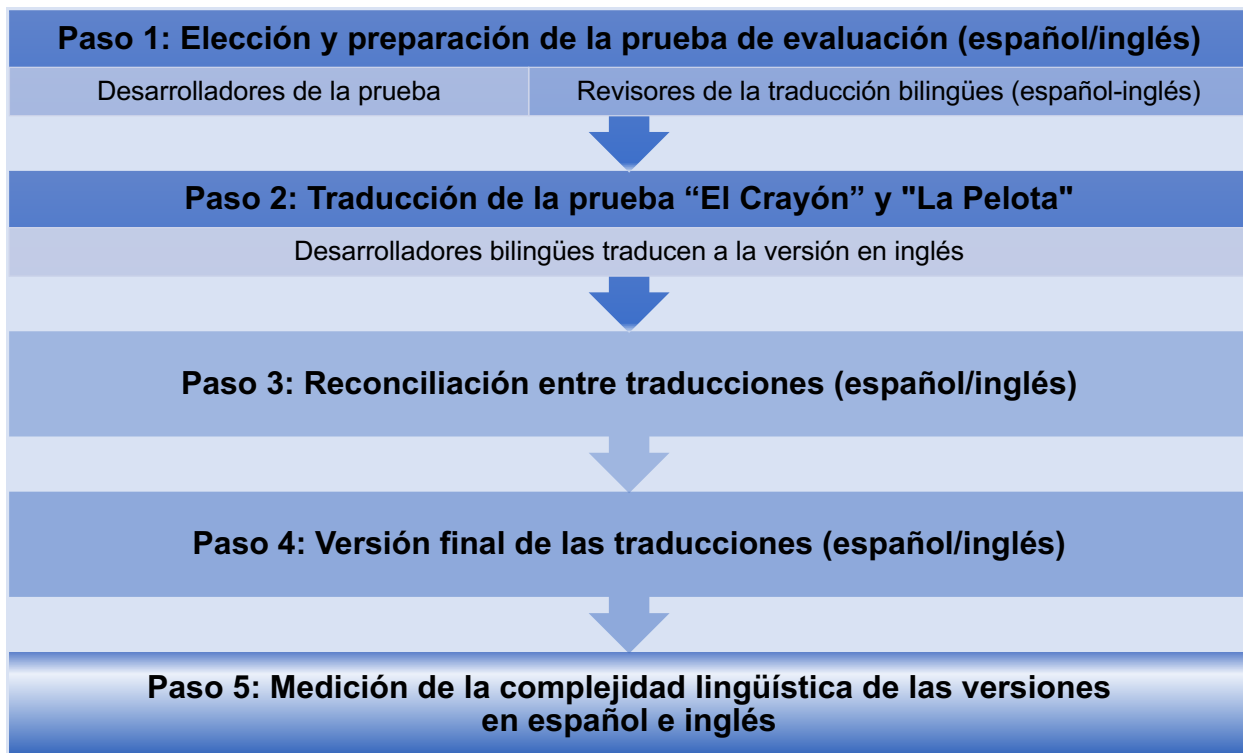 Paso 1: Elección y preparación de la prueba de evaluación (español/inglés)
Desarrolladores de la prueba
Revisores de la traducción bilingües (español-inglés)
Paso 2: Traducción de la prueba “El Crayón” y "La Pelota"
Desarrolladores bilingües traducen a la versión en inglés
Paso 3: Reconciliación entre traducciones (español/inglés)
Paso 4: Versión final de las traducciones (español/inglés)
Paso 5: Medición de la complejidad lingüística de las versiones
en español e inglés